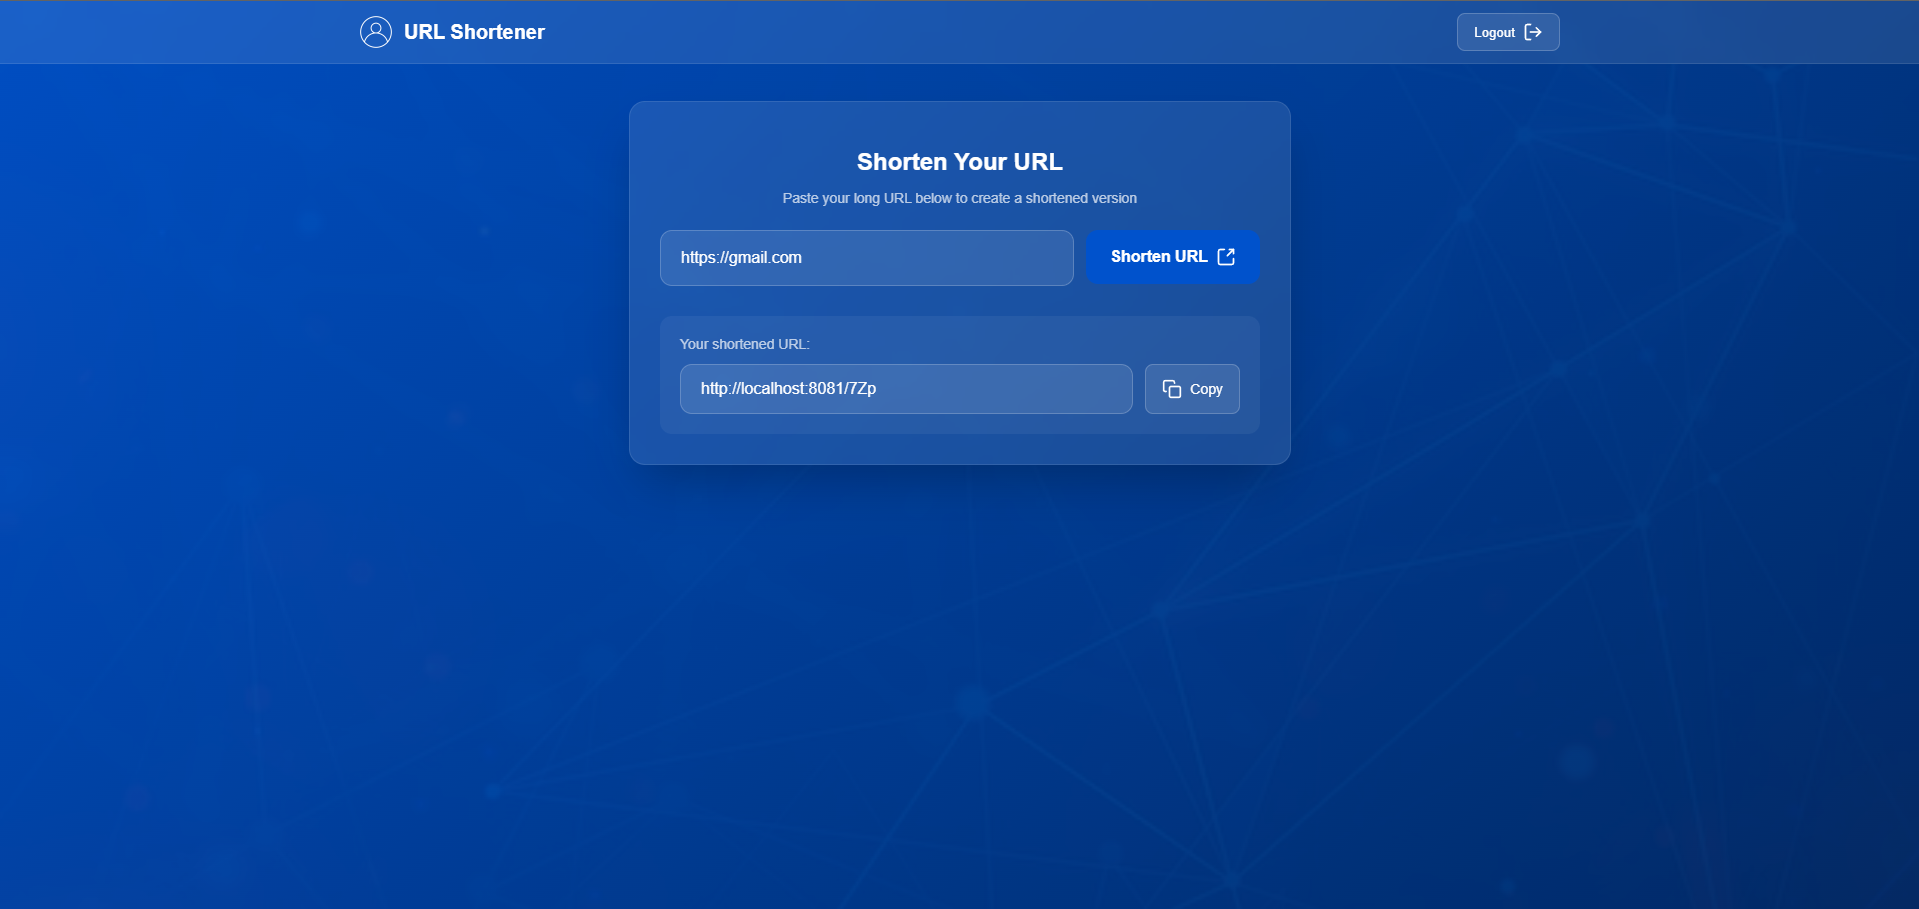 URL Shortener
Logout
Shorten Your URL
Paste your long URL below to create a shortened version
https://gmail.com
Shorten URL
Your shortened URL:
http://localhost:8081/7Zp
Copy